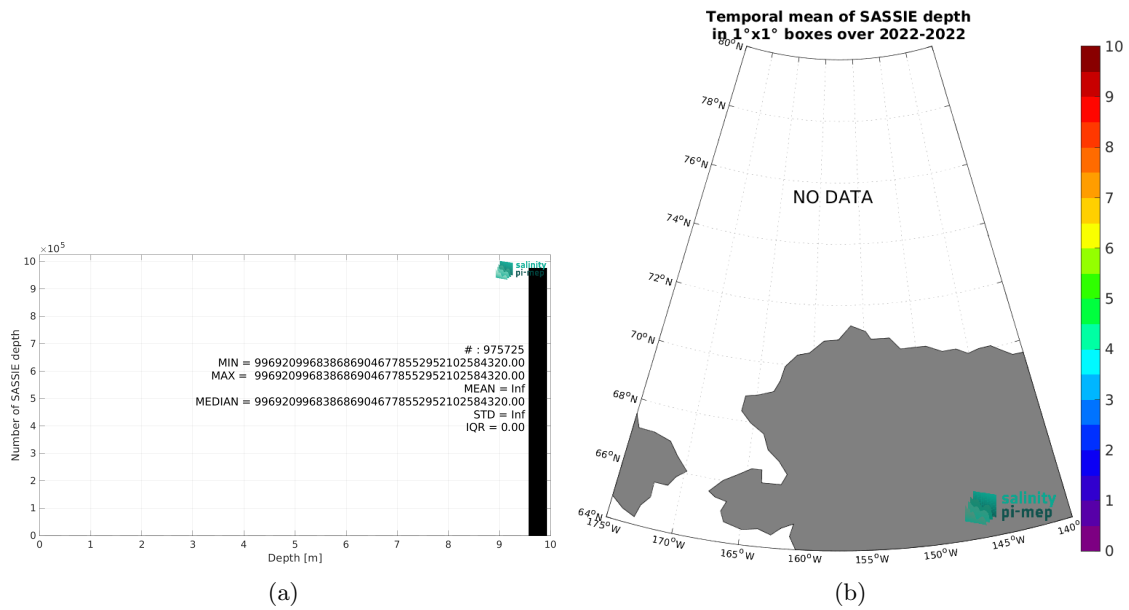 ×10^5
10
9
8
7
6
5
4
3
2
1
0
Number of SASSIE depth
salinity
pi-mep
# : 975725
MIN = 9969209968386869046778552952102584320.00
MAX = 9969209968386869046778552952102584320.00
MEAN = Inf
MEDIAN = 9969209968386869046778552952102584320.00
STD = Inf
IQR = 0.00
0 1 2 3 4 5 6 7 8 9 10
Depth [m]
(a)
Temporal mean of SASSIE depth
in 1°x1° boxes over 2022-2022
80°N
78°N
76°N
74°N
72°N
70°N
68°N
66°N
64°N
NO DATA
salinity
pi-mep
175°W
170°W
165°W
160°W
155°W
150°W
145°W
140°
10
9
8
7
6
5
4
3
2
1
0
(b)